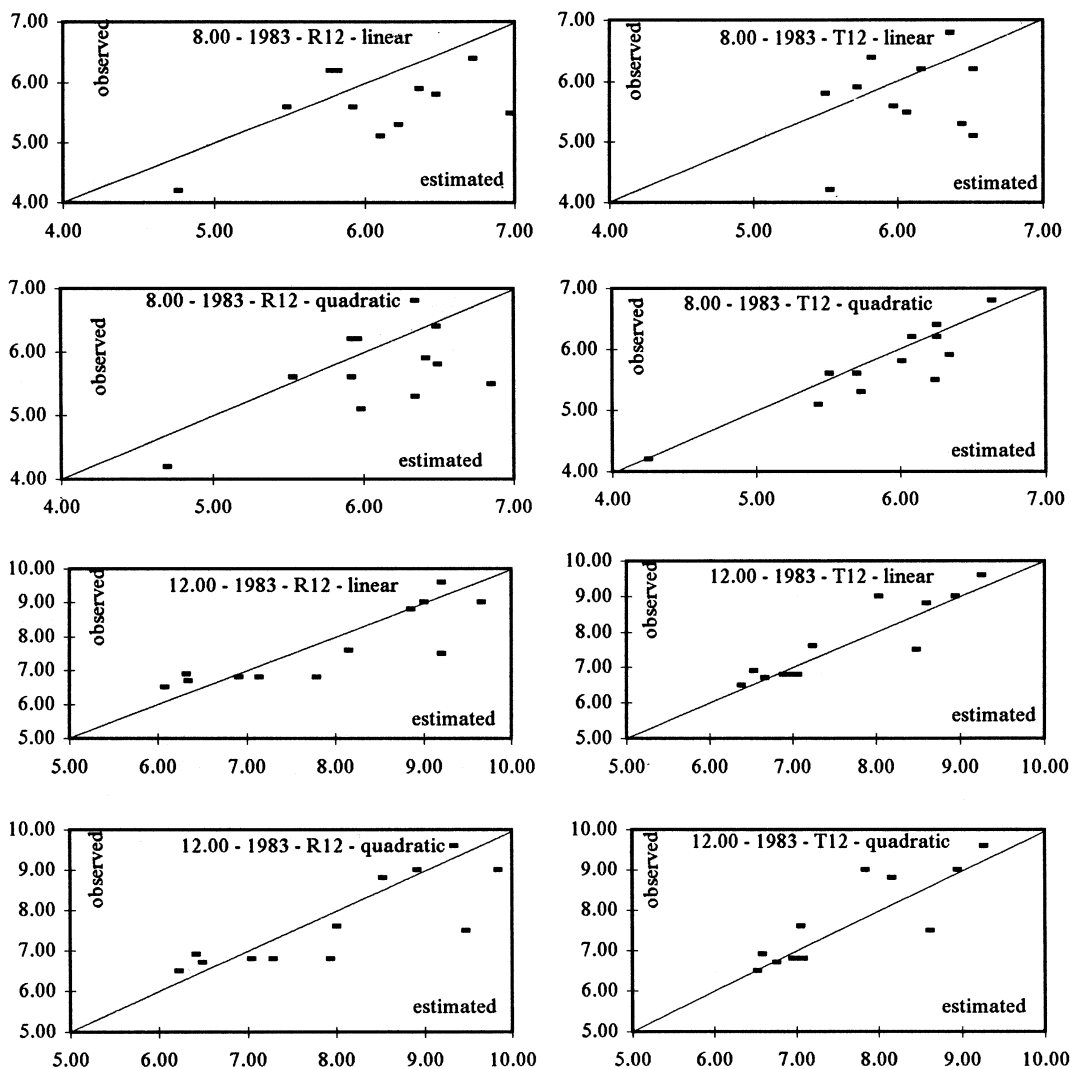 8.00 - 1983 - R12 - linear
observed
7.00
6.00
5.00
4.00
estimated
4.00 5.00 6.00 7.00
8.00 - 1983 - T12 - linear
observed
7.00
6.00
5.00
4.00
estimated
4.00 5.00 6.00 7.00
8.00 - 1983 - R12 - quadratic
observed
7.00
6.00
5.00
4.00
estimated
4.00 5.00 6.00 7.00
8.00 - 1983 - T12 - quadratic
observed
7.00
6.00
5.00
4.00
estimated
4.00 5.00 6.00 7.00
12.00 - 1983 - R12 - linear
observed
10.00
9.00
8.00
7.00
6.00
5.00
estimated
5.00 6.00 7.00 8.00 9.00 10.00
12.00 - 1983 - T12 - linear
observed
10.00
9.00
8.00
7.00
6.00
5.00
estimated
5.00 6.00 7.00 8.00 9.00 10.00
12.00 - 1983 - R12 - quadratic
observed
10.00
9.00
8.00
7.00
6.00
5.00
estimated
5.00 6.00 7.00 8.00 9.00 10.00
12.00 - 1983 - T12 - quadratic
observed
10.00
9.00
8.00
7.00
6.00
5.00
estimated
5.00 6.00 7.00 8.00 9.00 10.00